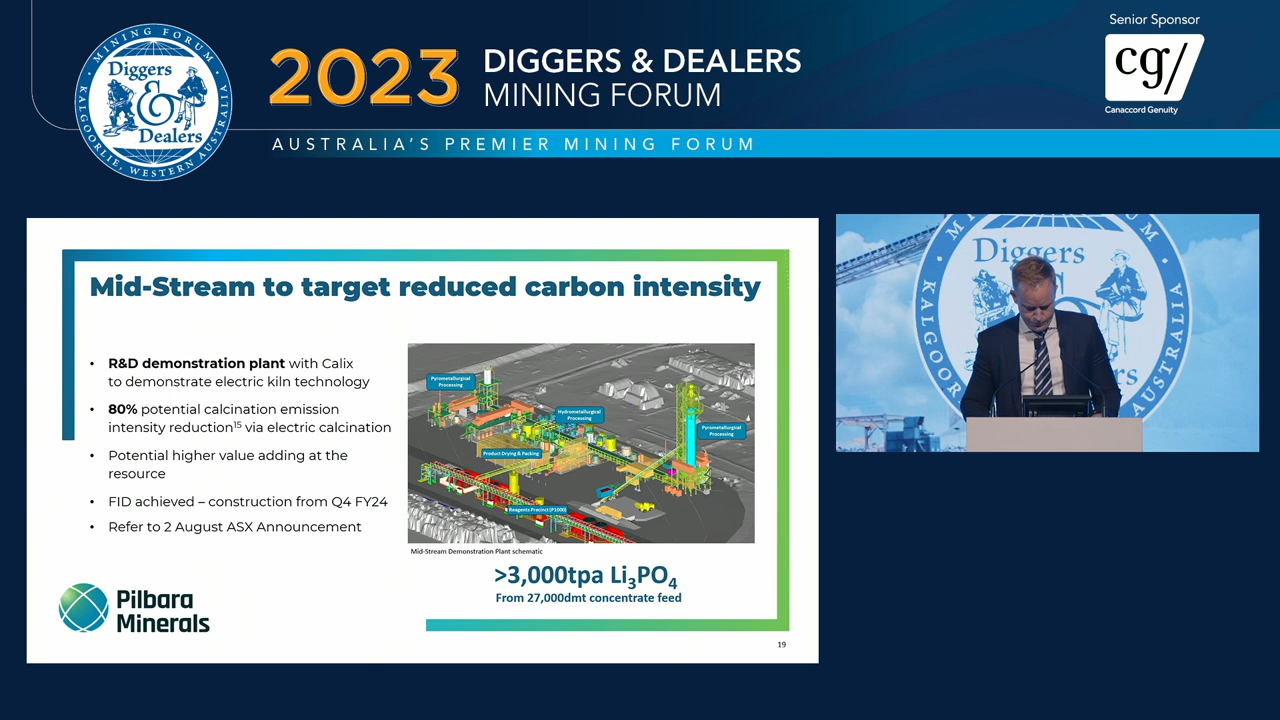 MINING FORUM
Diggers
&
Dealers
KALGOORLIE, WESTERN AUSTRALIA
2023 DIGGERS & DEALERS
MINING FORUM
AUSTRALIA'S PREMIER MINING FORUM
Senior Sponsor
cg/
Canaccord Genuity
Mid-Stream to target reduced carbon intensity
• R&D demonstration plant with Calix
to demonstrate electric kiln technology
• 80% potential calcination emission
intensity reduction¹⁵ via electric calcination
• Potential higher value adding at the
resource
• FID achieved – construction from Q4 FY24
• Refer to 2 August ASX Announcement
Pyrometallurgical
Processing
Hydrometallurgical
Processing
Pyrometallurgical
Processing
Product Drying & Packing
Reagents Precinct (P1000)
Mid-Stream Demonstration Plant schematic
>3,000tpa Li₃PO₄
From 27,000dmt concentrate feed
Pilbara
Minerals
19
Diggers
KALGOO
AUSTRALIA
rs